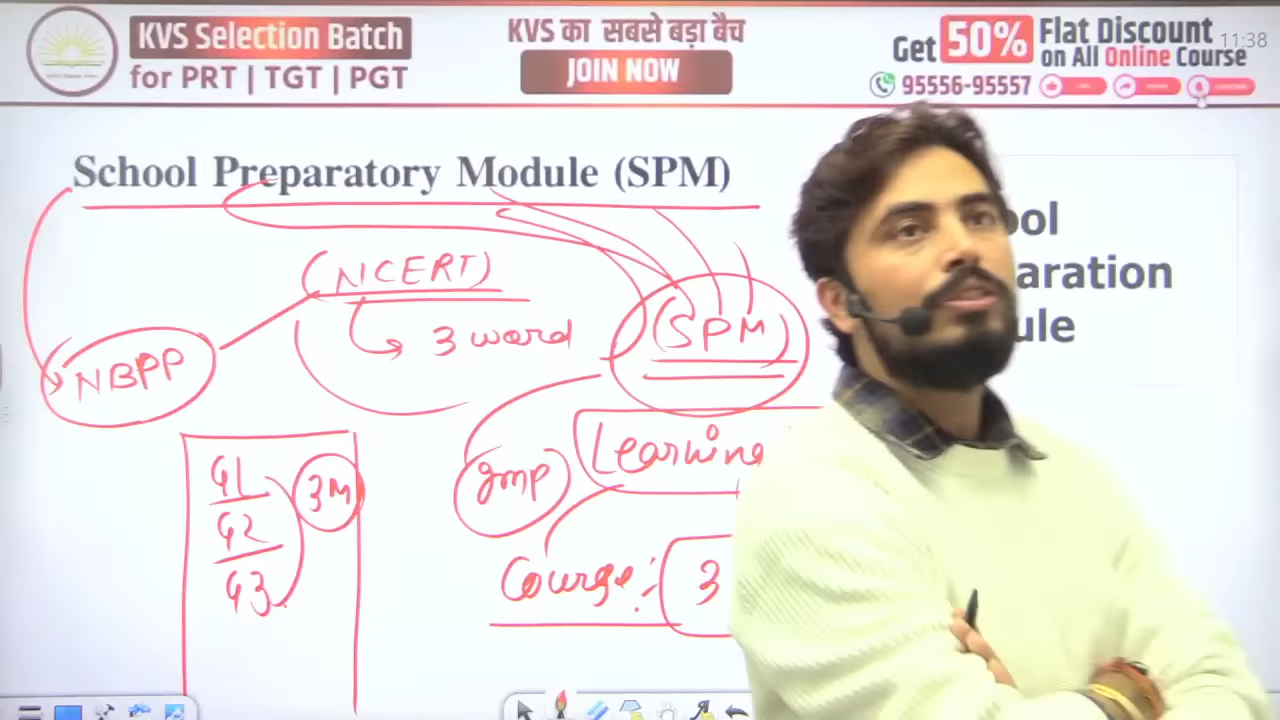 KVS Selection Batch
for PRT | TGT | PGT
KVS का सबसे बड़ा बैच
JOIN NOW
Get 50% Flat Discount
on All Online Course
11:38
95556-95557
School Preparatory Module (SPM)
ool
aration
ule
(NCERT)
3 word
(SPM)
NBPP
Learning
Imp
G1
G2
G3
3M
Course:-
3